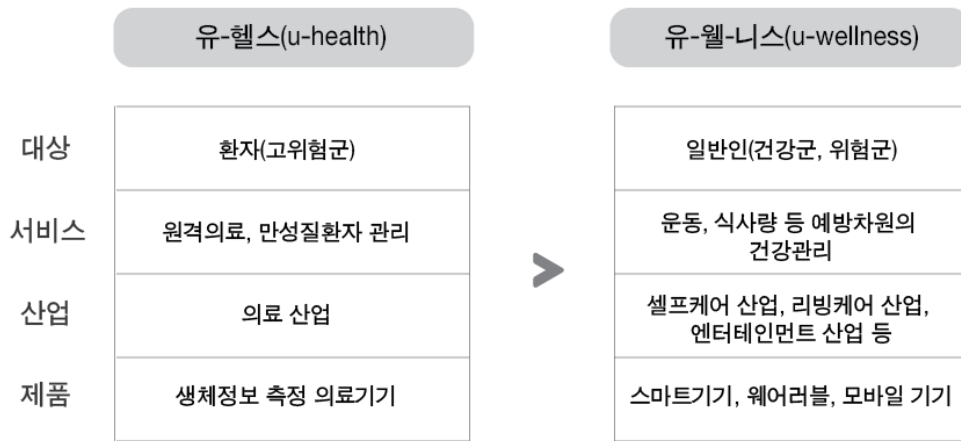 유-헬스(u-health)
유-웰-니스(u-wellness)
대상
환자(고위험군)
일반인(건강군, 위험군)
서비스
원격의료, 만성질환자 관리
>
운동, 식사량 등 예방차원의
건강관리
산업
의료 산업
셀프케어 산업, 리빙케어 산업,
엔터테인먼트 산업 등
제품
생체정보 측정 의료기기
스마트기기, 웨어러블, 모바일 기기